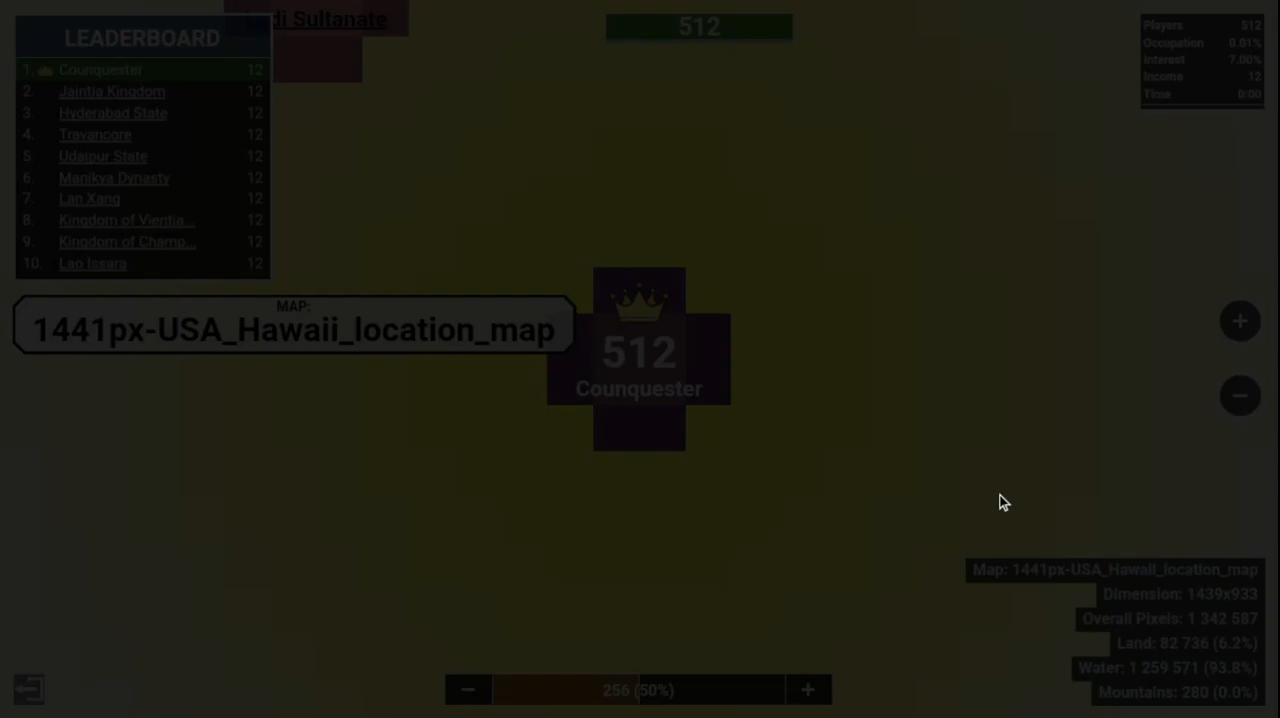 LEADERBOARD
1. Counquester 12
2. Jaintia Kingdom 12
3. Hyderabad State 12
4. Travancore 12
5. Udaipur State 12
6. Manikya Dynasty 12
7. Lan Xang 12
8. Kingdom of Vientia... 12
9. Kingdom of Champ... 12
10. Lao Issara 12
di Sultanate
512
Players 512
Occupation 0.01%
Interest 7.00%
Income 12
Time 0:00
MAP:
1441px-USA_Hawaii_location_map
512
Counquester
+
−
Map: 1441px-USA_Hawaii_location_map
Dimension: 1439x933
Overall Pixels: 1 342 587
Land: 82 736 (6.2%)
Water: 1 259 571 (93.8%)
Mountains: 280 (0.0%)
− 256 (50%) +